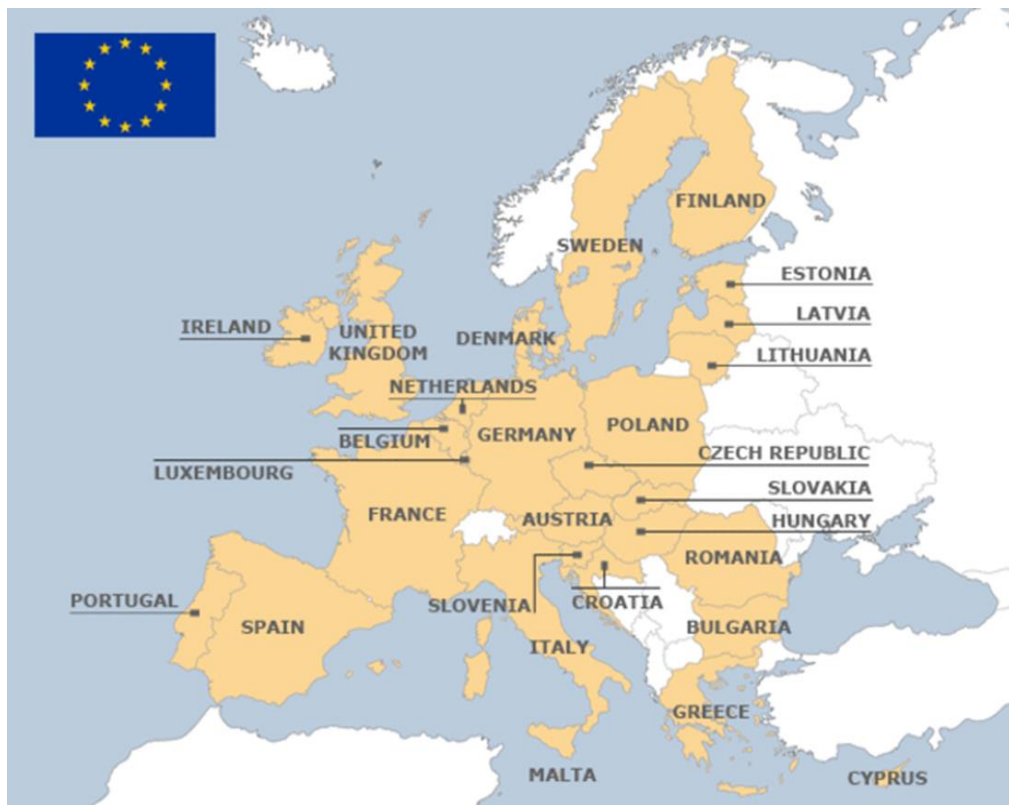 FINLAND
SWEDEN
ESTONIA
LATVIA
LITHUANIA
IRELAND
UNITED
KINGDOM
DENMARK
NETHERLANDS
BELGIUM
LUXEMBOURG
GERMANY
POLAND
CZECH REPUBLIC
SLOVAKIA
HUNGARY
FRANCE
AUSTRIA
ROMANIA
SLOVENIA
CROATIA
PORTUGAL
SPAIN
ITALY
BULGARIA
GREECE
MALTA
CYPRUS